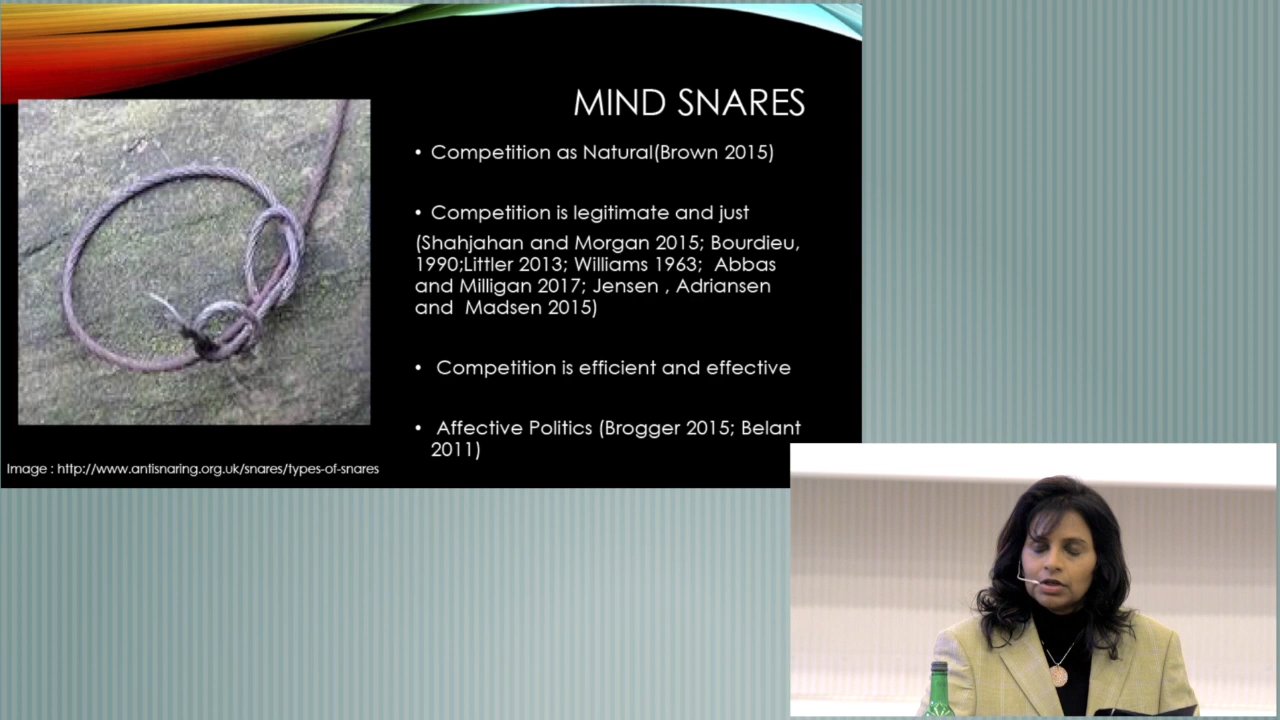 MIND SNARES
• Competition as Natural(Brown 2015)
• Competition is legitimate and just
(Shahjahan and Morgan 2015; Bourdieu,
1990;Littler 2013; Williams 1963;  Abbas
and Milligan 2017; Jensen , Adriansen
and  Madsen 2015)
• Competition is efficient and effective
• Affective Politics (Brogger 2015; Belant
2011)
Image : http://www.antisnaring.org.uk/snares/types-of-snares